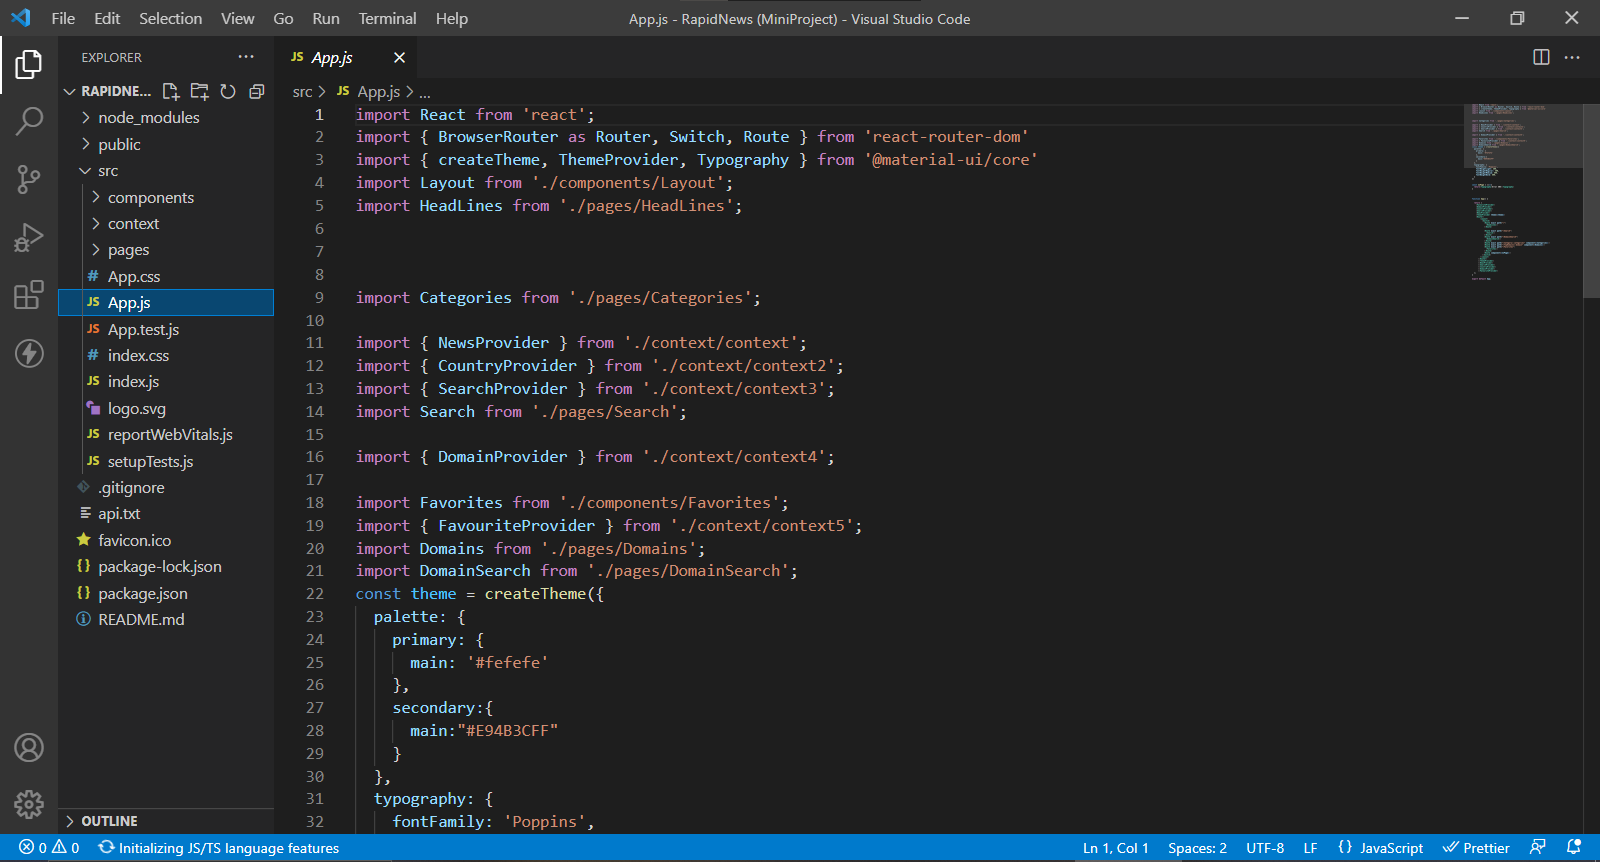 File Edit Selection View Go Run Terminal Help
App.js - RapidNews (MiniProject) - Visual Studio Code
EXPLORER
RAPIDNE...
node_modules
public
src
components
context
pages
# App.css
JS App.js
JS App.test.js
# index.css
JS index.js
logo.svg
JS reportWebVitals.js
JS setupTests.js
.gitignore
api.txt
favicon.ico
{} package-lock.json
{} package.json
README.md
OUTLINE
JS App.js
src > JS App.js > ...
1 import React from 'react';
2 import { BrowserRouter as Router, Switch, Route } from 'react-router-dom'
3 import { createTheme, ThemeProvider, Typography } from '@material-ui/core'
4 import Layout from './components/Layout';
5 import HeadLines from './pages/HeadLines';
6
7
8
9 import Categories from './pages/Categories';
10
11 import { NewsProvider } from './context/context';
12 import { CountryProvider } from './context/context2';
13 import { SearchProvider } from './context/context3';
14 import Search from './pages/Search';
15
16 import { DomainProvider } from './context/context4';
17
18 import Favorites from './components/Favorites';
19 import { FavouriteProvider } from './context/context5';
20 import Domains from './pages/Domains';
21 import DomainSearch from './pages/DomainSearch';
22 const theme = createTheme({
23 palette: {
24 primary: {
25 main: '#fefefe'
26 },
27 secondary:{
28 main:"#E94B3CFF"
29 }
30 },
31 typography: {
32 fontFamily: 'Poppins',
0 0 Initializing JS/TS language features
Ln 1, Col 1 Spaces: 2 UTF-8 LF {} JavaScript Prettier